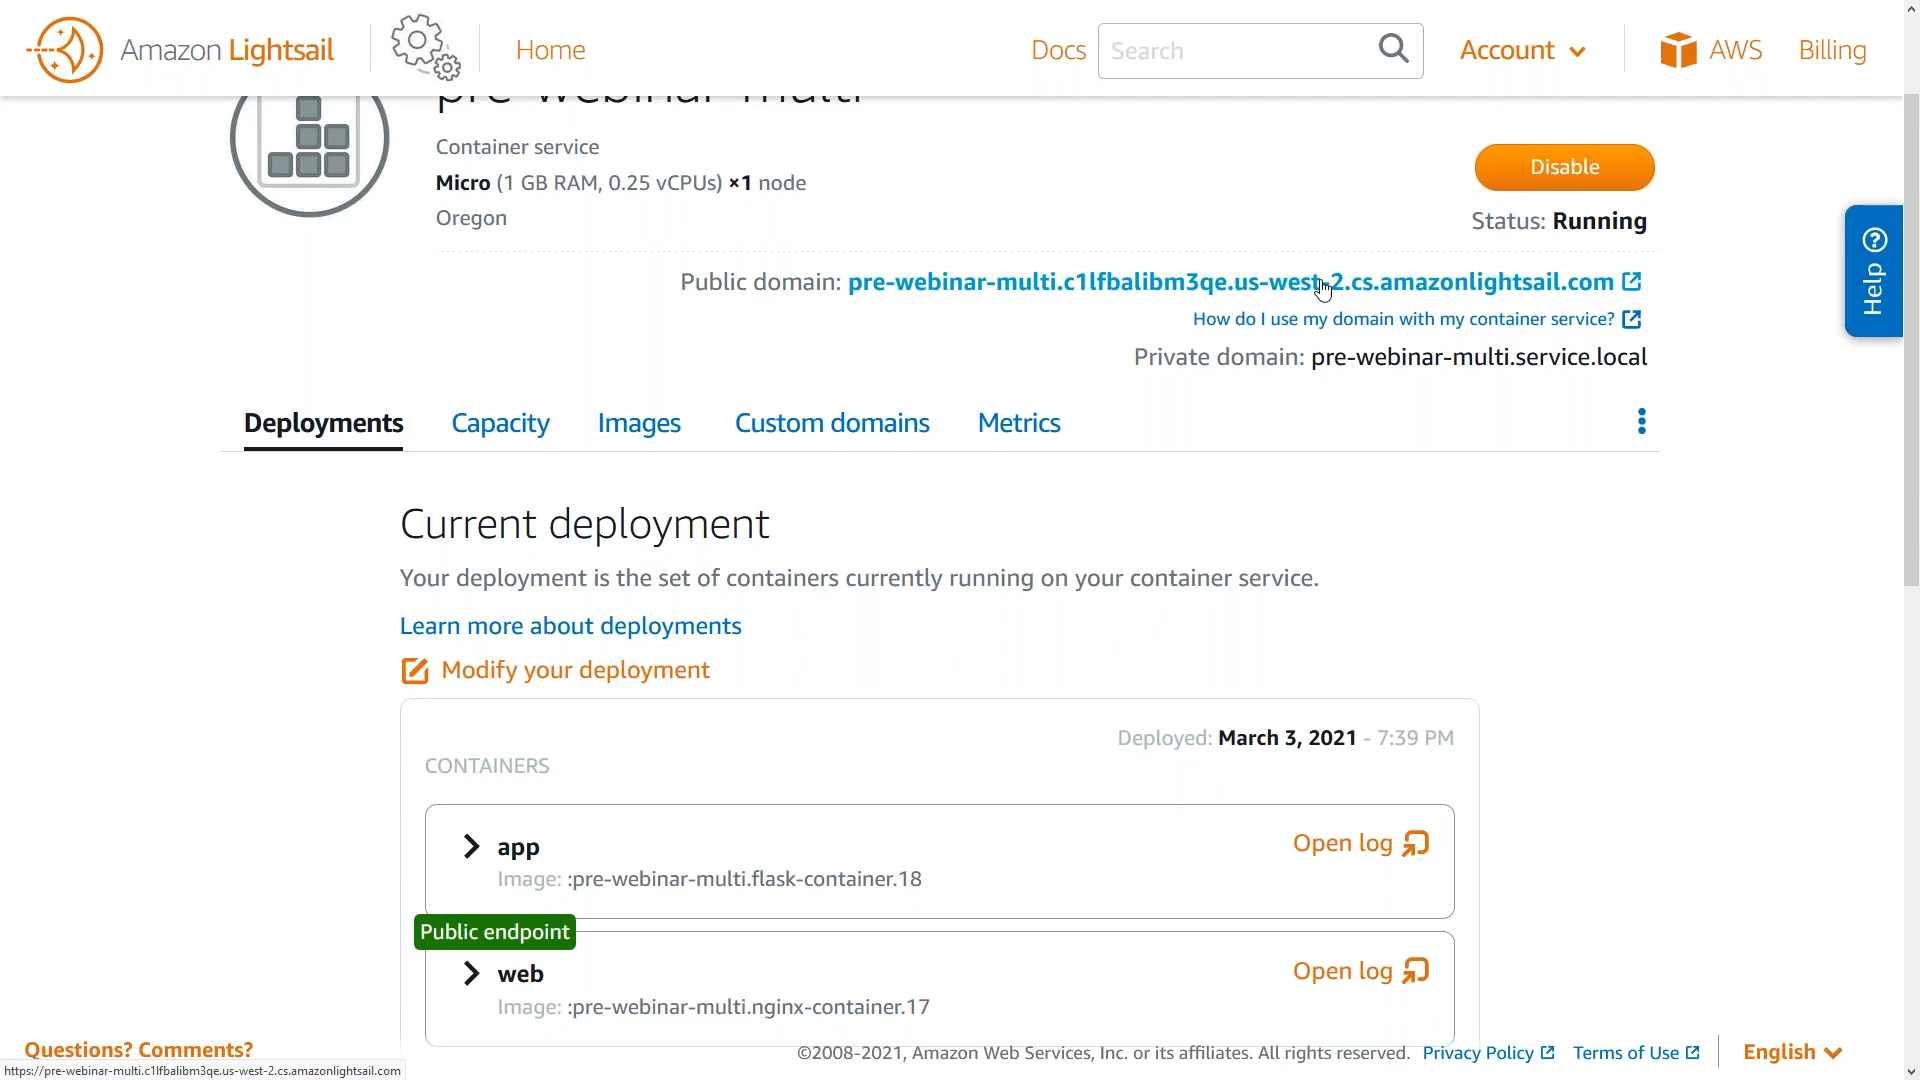 Amazon Lightsail
Home
Docs
Search
Account
AWS
Billing
pre-webinar-multi
Container service
Micro (1 GB RAM, 0.25 vCPUs) ×1 node
Oregon
Disable
Status: Running
Help
Public domain: pre-webinar-multi.c1lfbalibm3qe.us-west-2.cs.amazonlightsail.com
How do I use my domain with my container service?
Private domain: pre-webinar-multi.service.local
Deployments
Capacity
Images
Custom domains
Metrics
Current deployment
Your deployment is the set of containers currently running on your container service.
Learn more about deployments
Modify your deployment
Deployed: March 3, 2021 - 7:39 PM
CONTAINERS
app
Open log
Image: :pre-webinar-multi.flask-container.18
Public endpoint
web
Open log
Image: :pre-webinar-multi.nginx-container.17
Questions? Comments?
©2008-2021, Amazon Web Services, Inc. or its affiliates. All rights reserved.
Privacy Policy
Terms of Use
English
https://pre-webinar-multi.c1lfbalibm3qe.us-west-2.cs.amazonlightsail.com